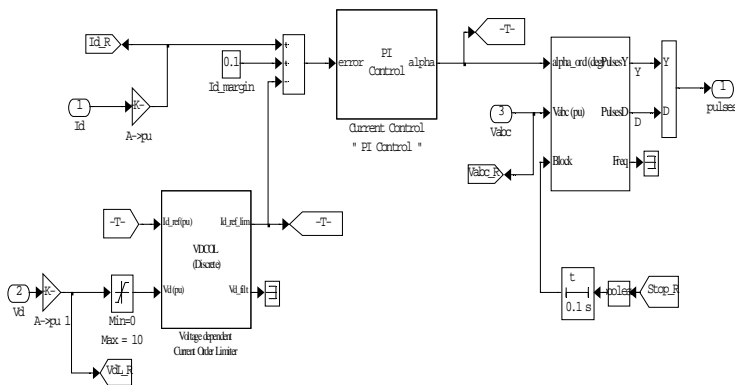 Id_R
1
Id
K-
A->pu
0.1
Id_margin
+
+
-
error
PI
Control
alpha
Current Control
" PI Control "
-T-
3
Vabc
Vabc_R
alpha_ord(deg)
Vabc (pu)
Block
PulsesY
PulsesD
Freq
Y
D
Y
D
1
pulses
t
0.1 s
Stop_R
-T-
Id_ref(pu)
Id_ref_lim
VDCOL
(Discrete)
Vd(pu)
Vd_filt
Voltage dependent
Current Order Limiter
-T-
2
Vd
K-
A->pu 1
Min=0
Max = 10
VdL_R